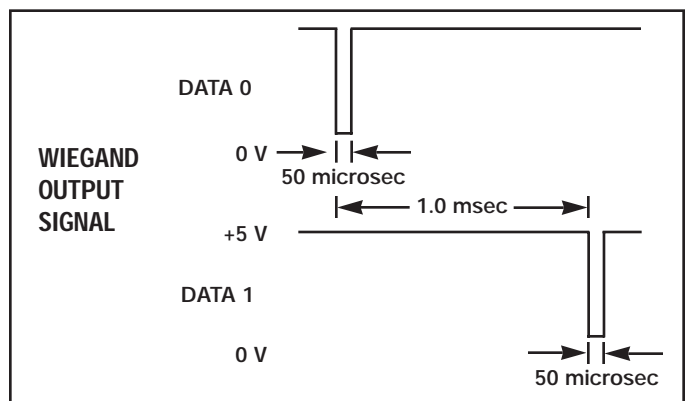 DATA 0
WIEGAND
OUTPUT
SIGNAL
0 V
50 microsec
1.0 msec
+5 V
DATA 1
0 V
50 microsec